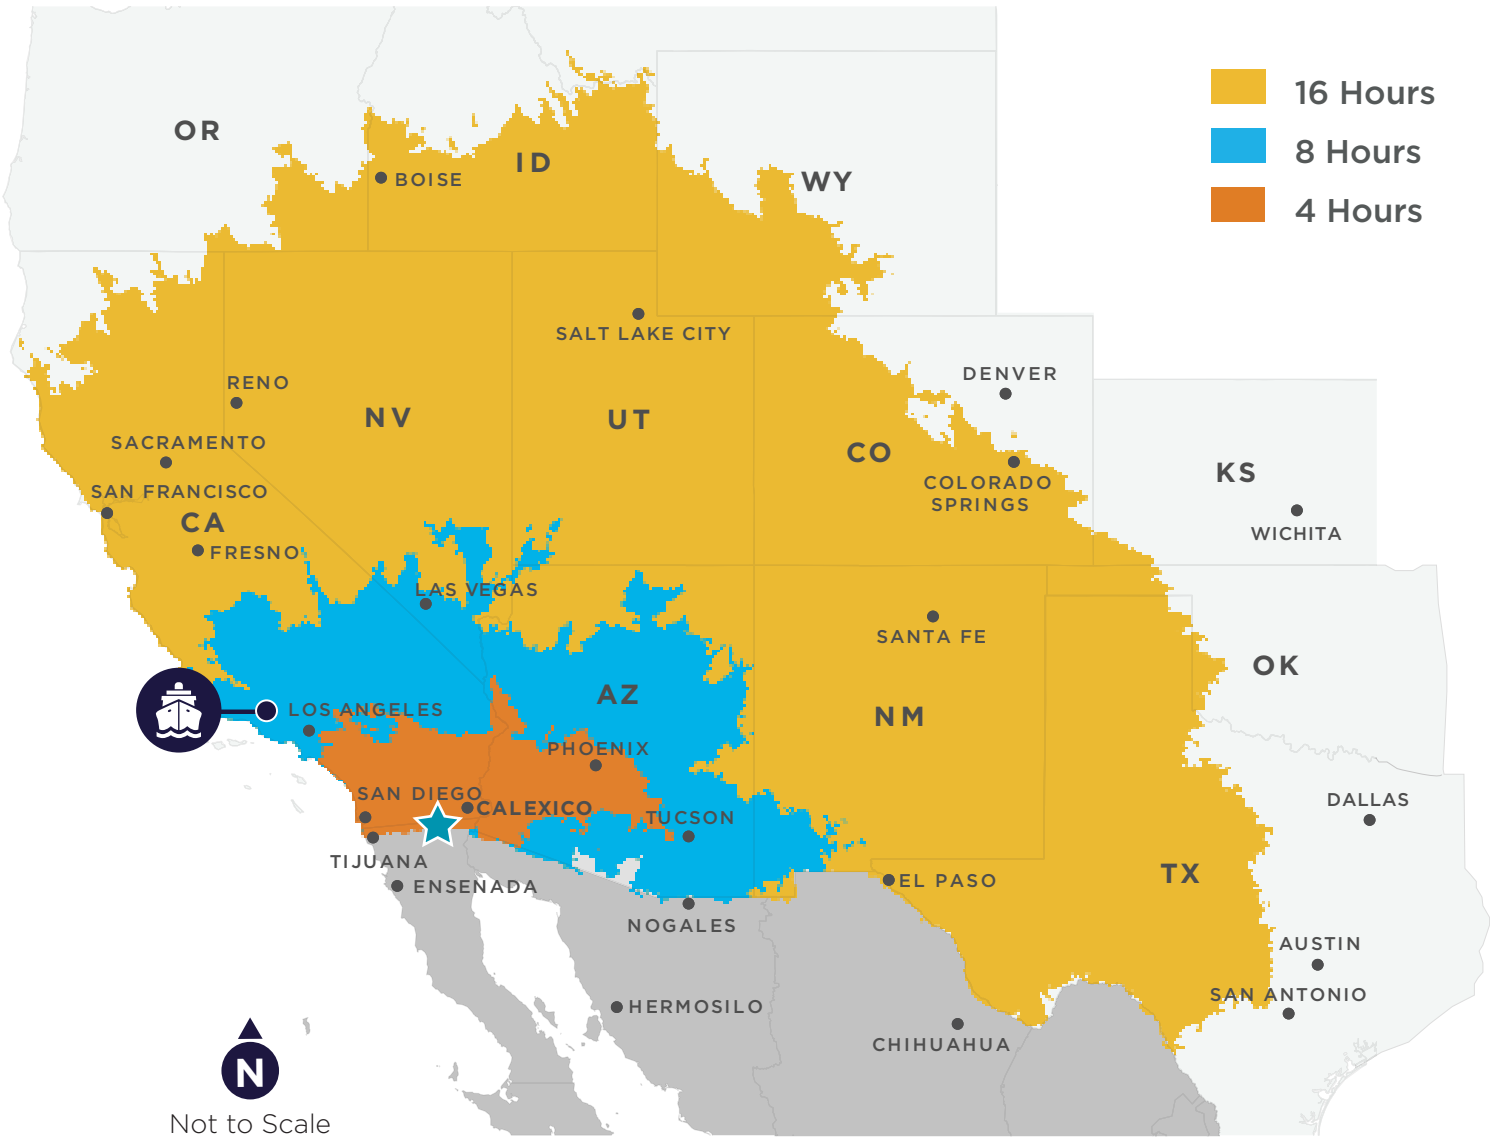 16 Hours
8 Hours
4 Hours
OR
ID
BOISE
WY
SALT LAKE CITY
RENO
NV
UT
DENVER
SACRAMENTO
CO
COLORADO
SPRINGS
KS
SAN FRANCISCO
CA
FRESNO
WICHITA
LAS VEGAS
SANTA FE
OK
AZ
NM
LOS ANGELES
PHOENIX
SAN DIEGO
CALEXICO
TUCSON
DALLAS
TIJUANA
ENSENADA
EL PASO
TX
NOGALES
AUSTIN
SAN ANTONIO
HERMOSILO
CHIHUAHUA
N
Not to Scale